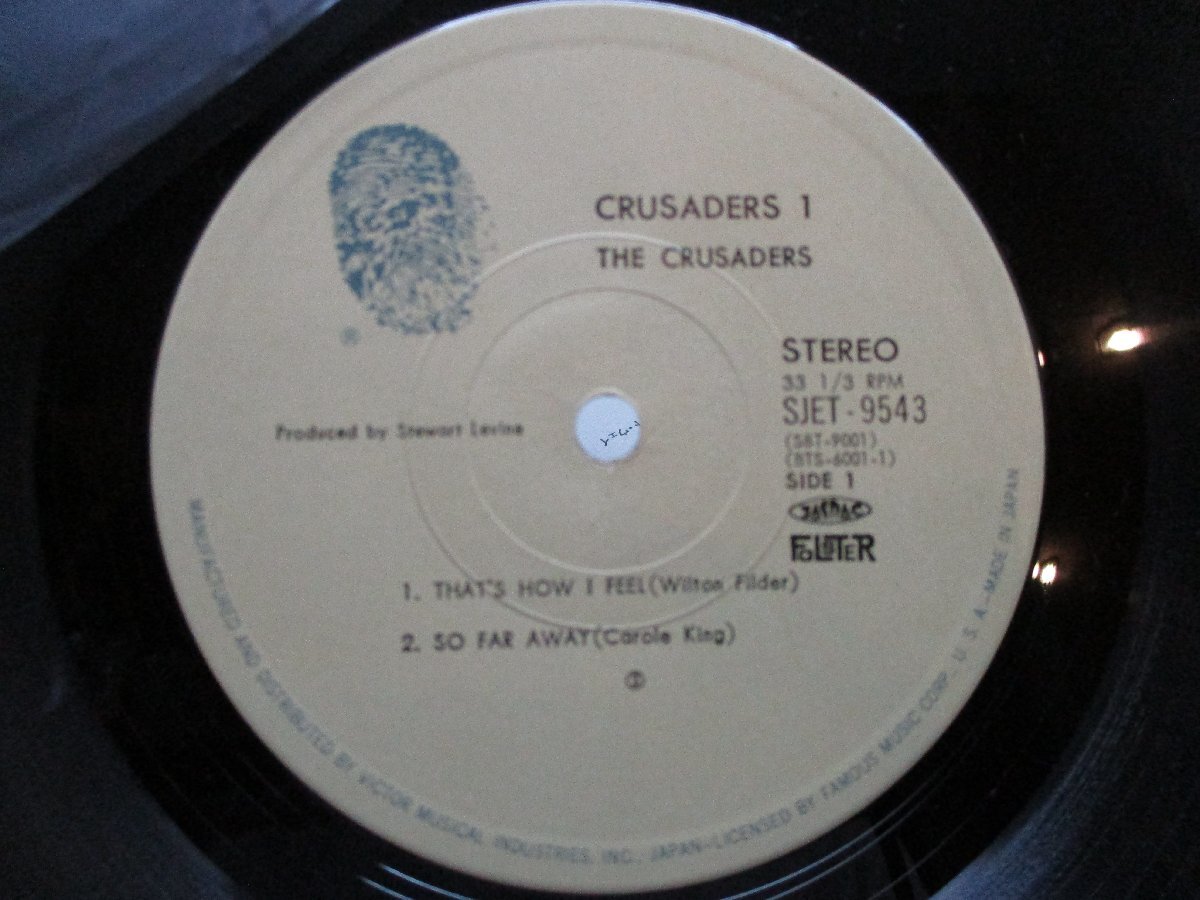 CRUSADERS 1
THE CRUSADERS
STEREO
33 1/3 RPM
SJET-9543
(SBT-9001)
(BTS-6001-1)
SIDE 1
JASRAC
Produced by Stewart Levine
1. THAT'S HOW I FEEL (Wilton Filder)
2. SO FAR AWAY (Carole King)
®
MANUFACTURED AND DISTRIBUTED BY VICTOR MUSICAL INDUSTRIES, INC., JAPAN—LICENSED BY FAMOUS MUSIC CORP., U. S. A.—MADE IN JAPAN